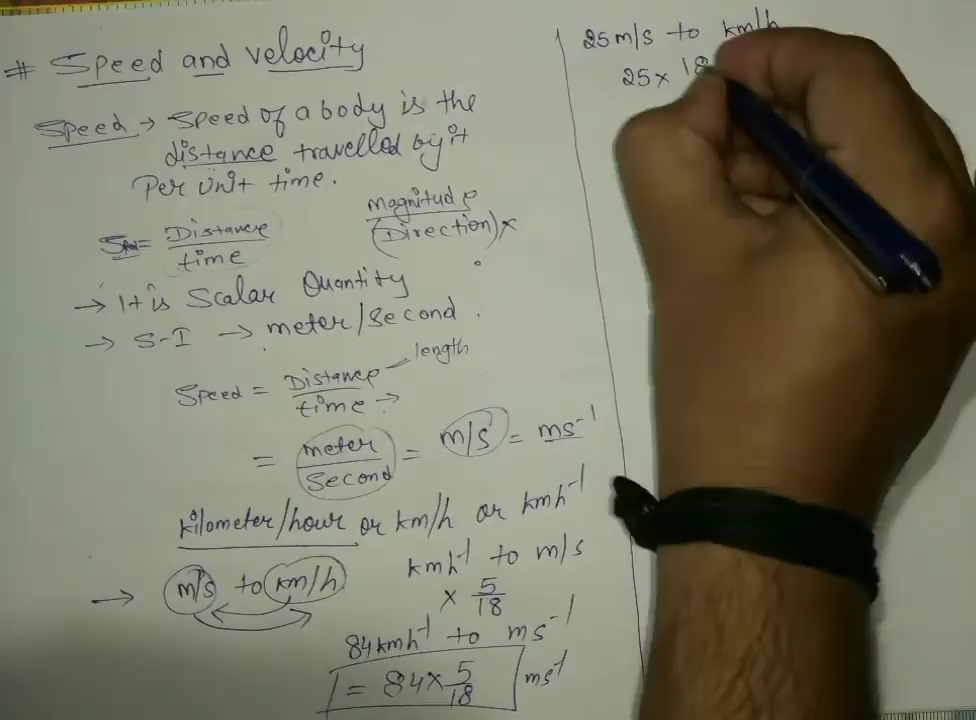 # Speed and velocity
Speed → Speed of a body is the
distance travelled by it
Per Unit time.
= Distance
time
magnitude
(Direction) ×
→ It is Scalar Quantity
→ S-I → meter/second.
Speed = Distance length
time →
= meter = m/s = ms⁻¹
second
kilometer/hour or km/h or kmh⁻¹
→ m/s to km/h
kmh⁻¹ to m/s
× 5/18
84 kmh⁻¹ to ms⁻¹
= 84 × 5/18 ms⁻¹
25 m/s to km/h
25 × 18